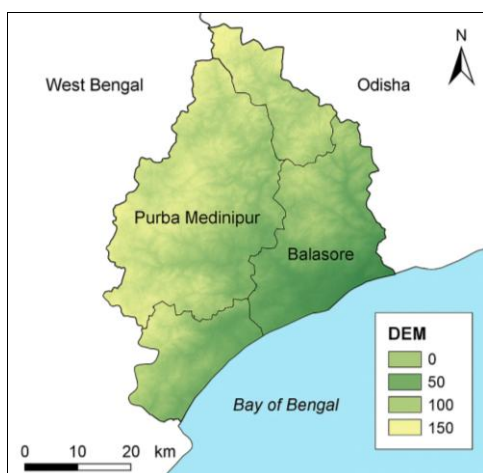 N
West Bengal
Odisha
Purba Medinipur
Balasore
DEM
0
50
100
150
Bay of Bengal
0 10 20 km